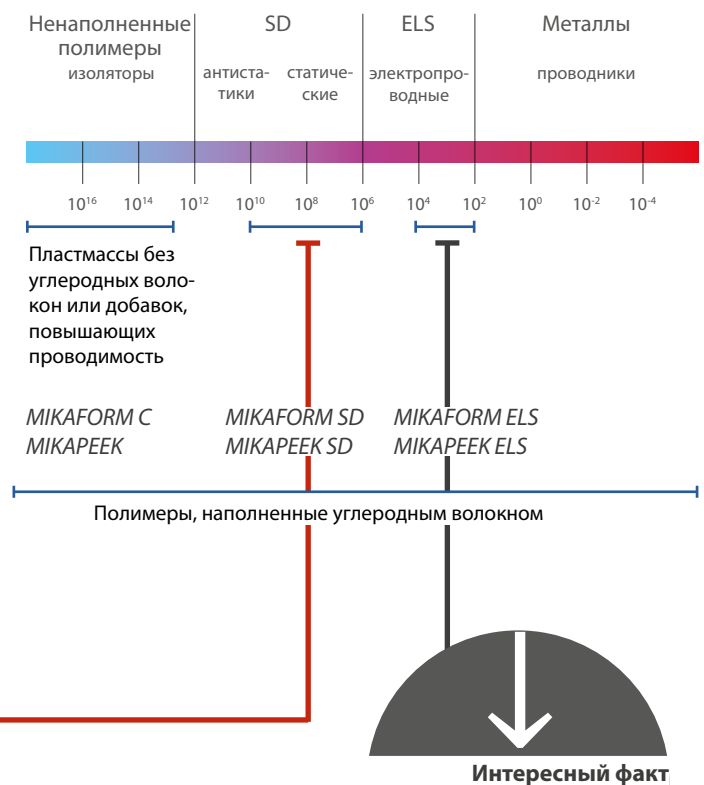 Ненаполненные
полимеры
изоляторы
SD
антиста-
тики
статиче-
ские
ELS
электропро-
водные
Металлы
проводники
10¹⁶ 10¹⁴ 10¹² 10¹⁰ 10⁸ 10⁶ 10⁴ 10² 10⁰ 10⁻² 10⁻⁴
Пластмассы без
углеродных воло-
кон или добавок,
повышающих
проводимость
MIKAFORM C
MIKAPEEK
MIKAFORM SD
MIKAPEEK SD
MIKAFORM ELS
MIKAPEEK ELS
Полимеры, наполненные углеродным волокном
Интересный факт